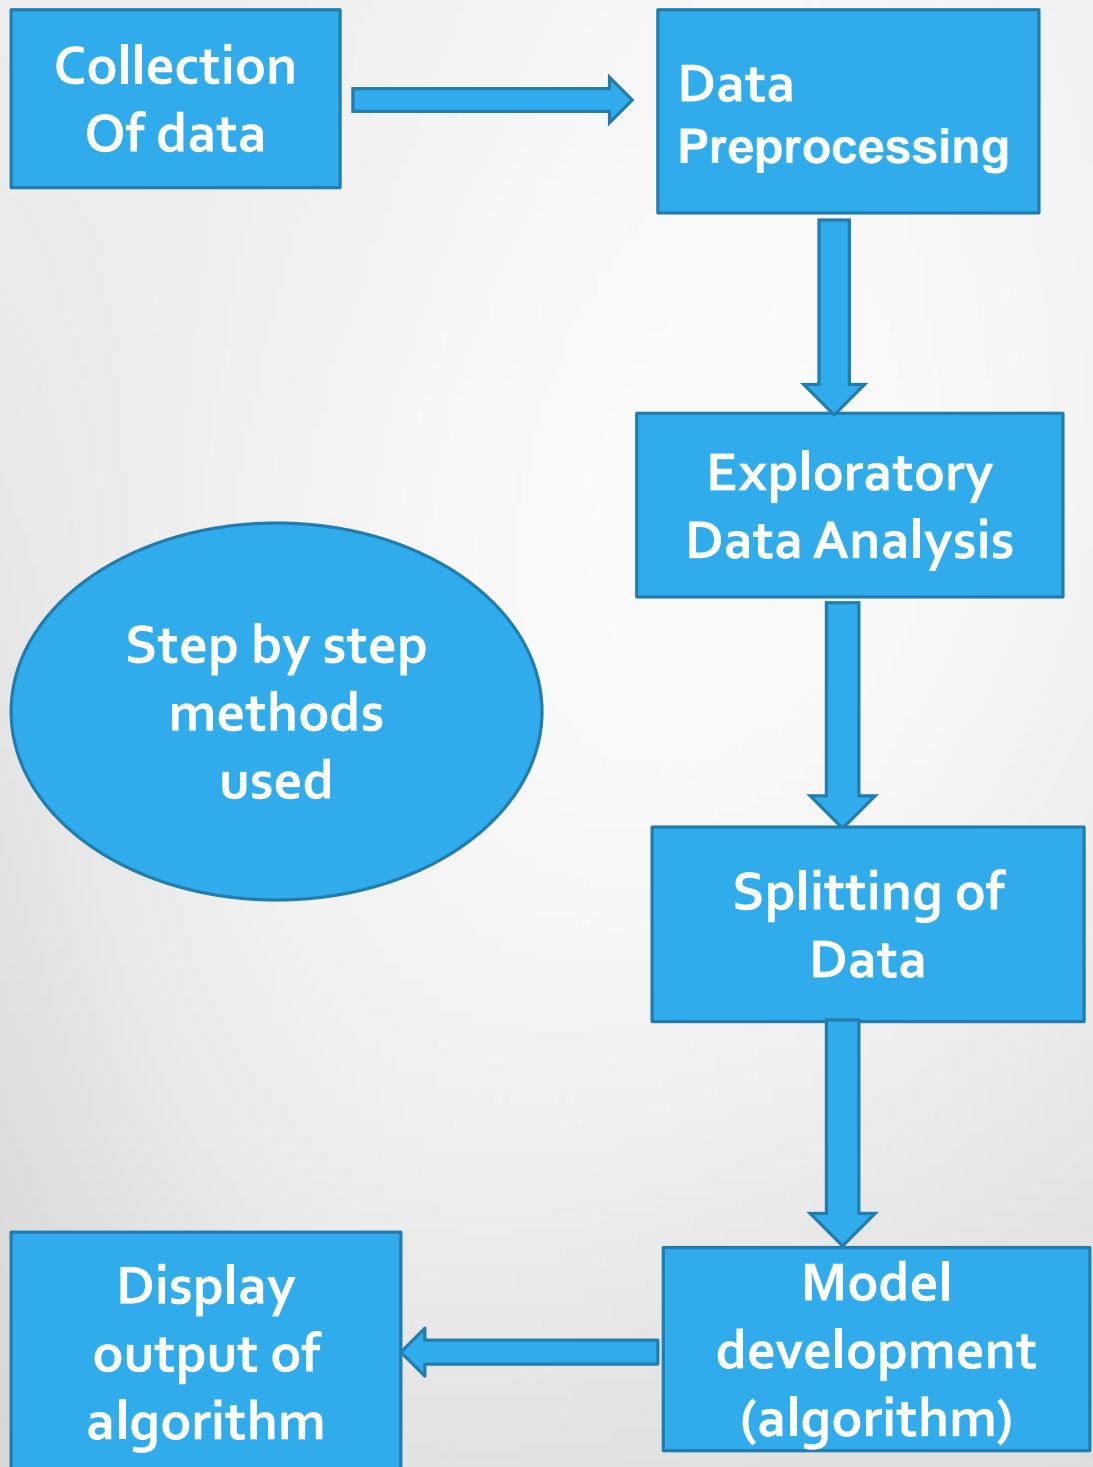 Collection
Of data
Data
Preprocessing
Exploratory
Data Analysis
Step by step
methods
used
Splitting of
Data
Model
development
(algorithm)
Display
output of
algorithm